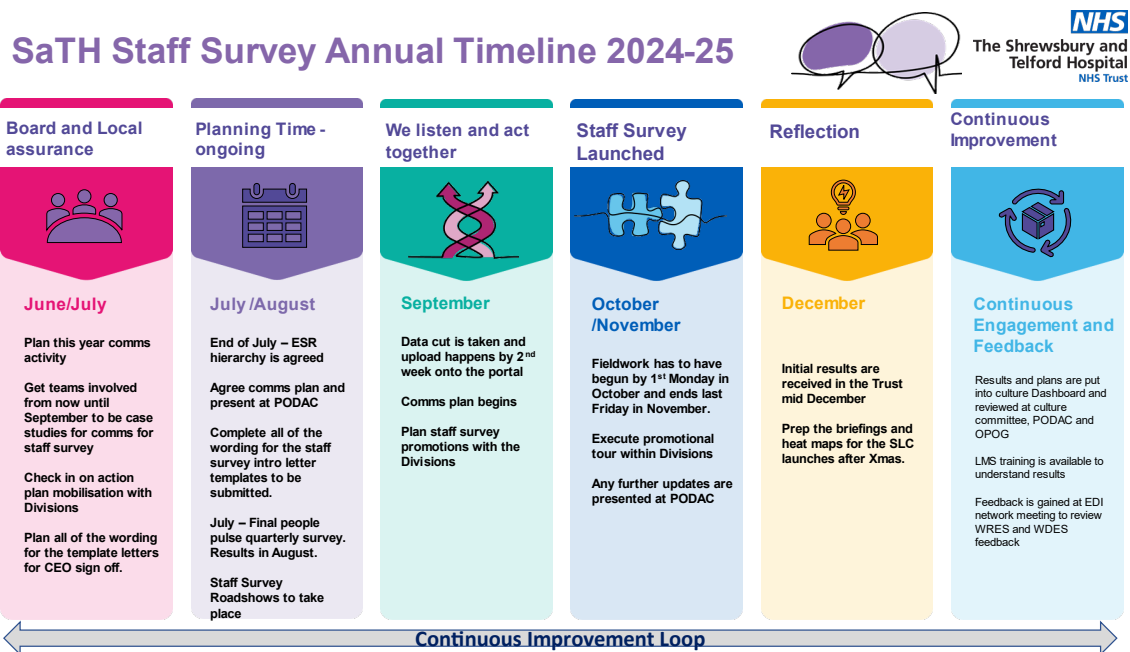 SaTH Staff Survey Annual Timeline 2024-25
NHS
The Shrewsbury and
Telford Hospital
NHS Trust
Board and Local
assurance
June/July
Plan this year comms
activity
Get teams involved
from now until
September to be case
studies for comms for
staff survey
Check in on action
plan mobilisation with
Divisions
Plan all of the wording
for the template letters
for CEO sign off.
Planning Time -
ongoing
July /August
End of July – ESR
hierarchy is agreed
Agree comms plan and
present at PODAC
Complete all of the
wording for the staff
survey intro letter
templates to be
submitted.
July – Final people
pulse quarterly survey.
Results in August.
Staff Survey
Roadshows to take
place
We listen and act
together
September
Data cut is taken and
upload happens by 2nd
week onto the portal
Comms plan begins
Plan staff survey
promotions with the
Divisions
Staff Survey
Launched
October
/November
Fieldwork has to have
begun by 1st Monday in
October and ends last
Friday in November.
Execute promotional
tour within Divisions
Any further updates are
presented at PODAC
Reflection
December
Initial results are
received in the Trust
mid December
Prep the briefings and
heat maps for the SLC
launches after Xmas.
Continuous
Improvement
Continuous
Engagement and
Feedback
Results and plans are put
into culture Dashboard and
reviewed at culture
committee, PODAC and
OPOG
LMS training is available to
understand results
Feedback is gained at EDI
network meeting to review
WRES and WDES
feedback
Continuous Improvement Loop